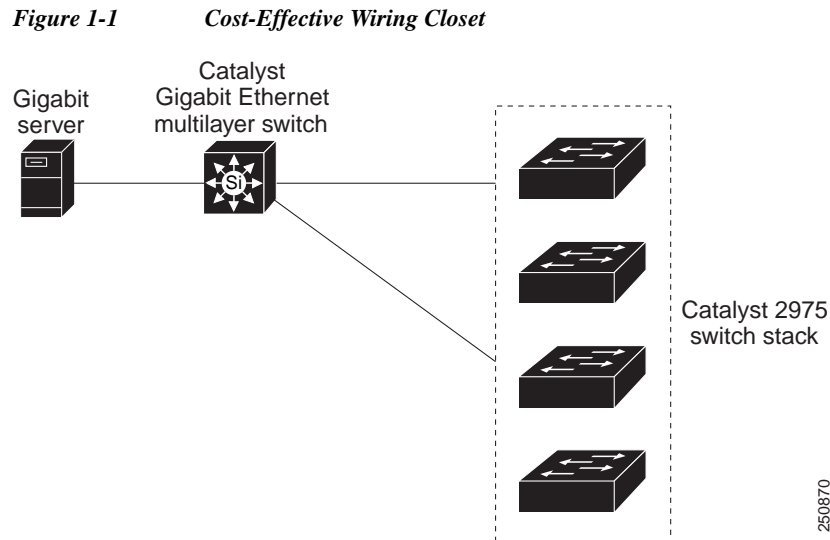 Figure 1-1 Cost-Effective Wiring Closet
Gigabit
server
Catalyst
Gigabit Ethernet
multilayer switch
Si
Catalyst 2975
switch stack
250870